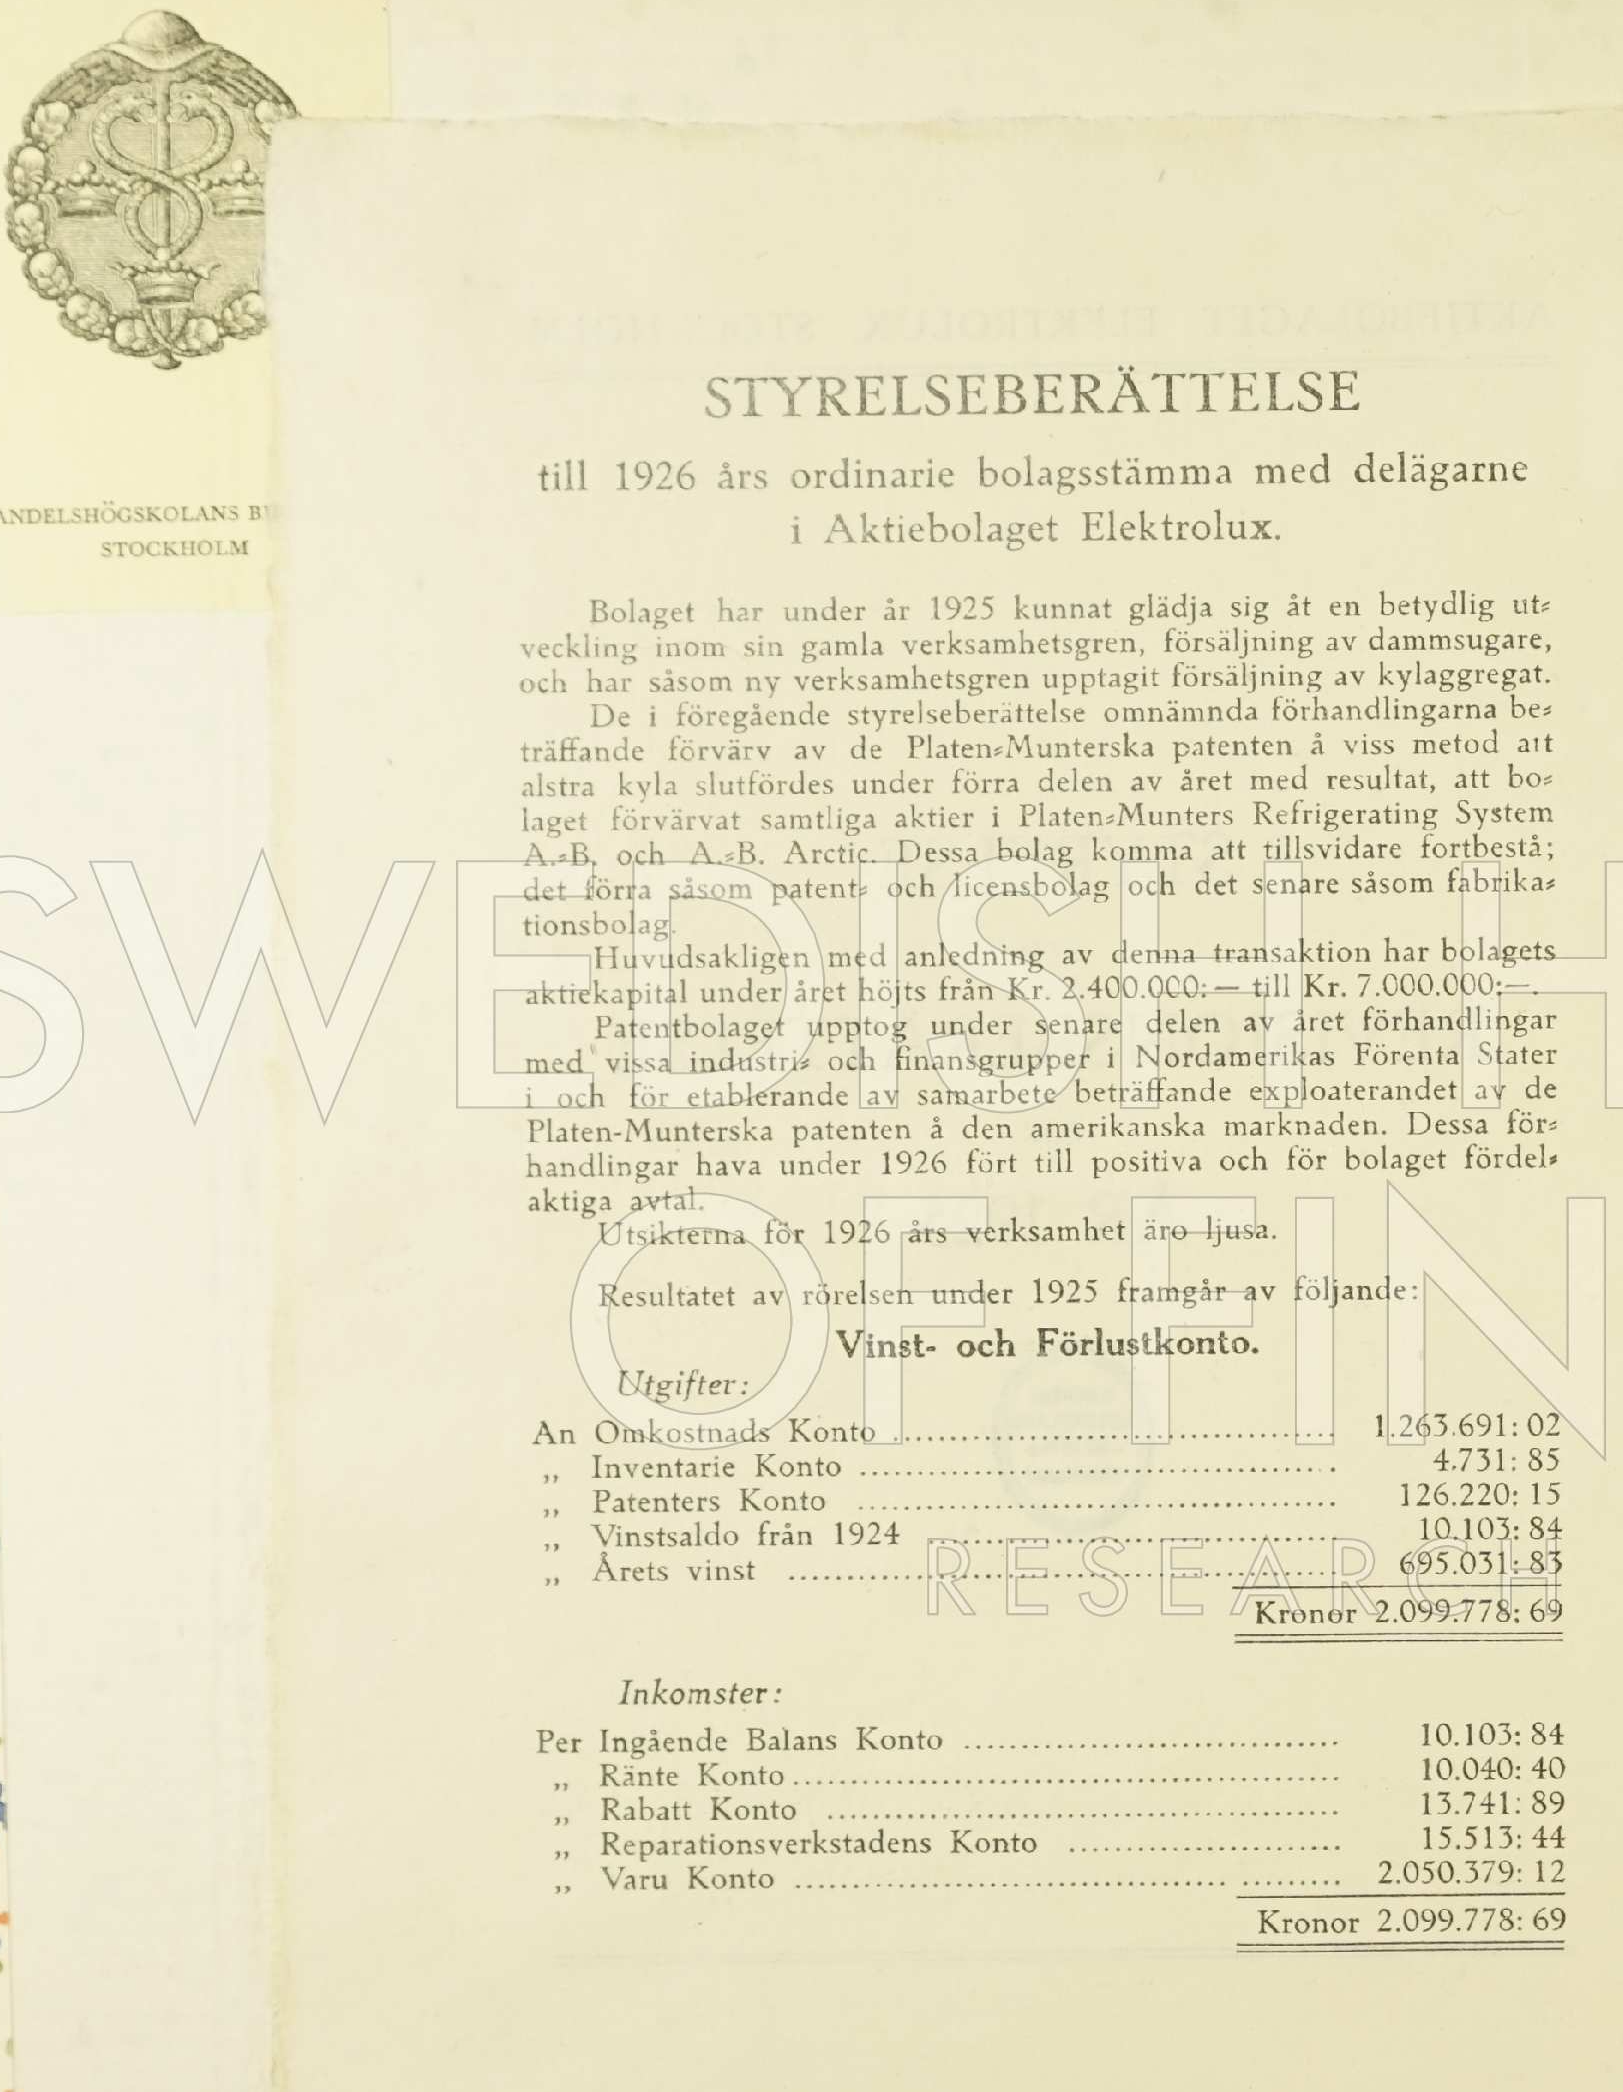 ANDELSHÖGSKOLANS
STOCKHOLM
STYRELSEBERÄTTELSE
till 1926 års ordinarie bolagsstämma med delägarne
i Aktiebolaget Elektrolux.
Bolaget har under år 1925 kunnat glädja sig åt en betydlig ut-
veckling inom sin gamla verksamhetsgren, försäljning av dammsugare,
och har såsom ny verksamhetsgren upptagit försäljning av kylaggregat.
De i föregående styrelseberättelse omnämnda förhandlingarna be-
träffande förvärv av de Platen-Munterska patenten å viss metod att
alstra kyla slutfördes under förra delen av året med resultat, att bo-
laget förvärvat samtliga aktier i Platen-Munters Refrigerating System
A.-B. och A.-B. Arctic. Dessa bolag komma att tillsvidare fortbestå;
det förra såsom patent- och licensbolag och det senare såsom fabrika-
tionsbolag.
Huvudsakligen med anledning av denna transaktion har bolagets
aktiekapital under året höjts från Kr. 2.400.000:— till Kr. 7.000.000:—.
Patentbolaget upptog under senare delen av året förhandlingar
med vissa industri- och finansgrupper i Nordamerikas Förenta Stater
i och för etablerande av samarbete beträffande exploaterandet av de
Platen-Munterska patenten å den amerikanska marknaden. Dessa för-
handlingar hava under 1926 fört till positiva och för bolaget fördel-
aktiga avtal.
Utsikterna för 1926 års verksamhet äro ljusa.
Resultatet av rörelsen under 1925 framgår av följande:
Vinst- och Förlustkonto.
Utgifter:
An Omkostnads Konto ........ 1.263.691: 02
„ Inventarie Konto ........ 4.731: 85
„ Patenters Konto ........ 126.220: 15
„ Vinstsaldo från 1924 ........ 10.103: 84
„ Årets vinst ........ 695.031: 83
Kronor 2.099.778: 69
Inkomster:
Per Ingående Balans Konto ........ 10.103: 84
„ Ränte Konto ........ 10.040: 40
„ Rabatt Konto ........ 13.741: 89
„ Reparationsverkstadens Konto ........ 15.513: 44
„ Varu Konto ........ 2.050.379: 12
Kronor 2.099.778: 69
SWEDISH
OF FIN
RESEARCH